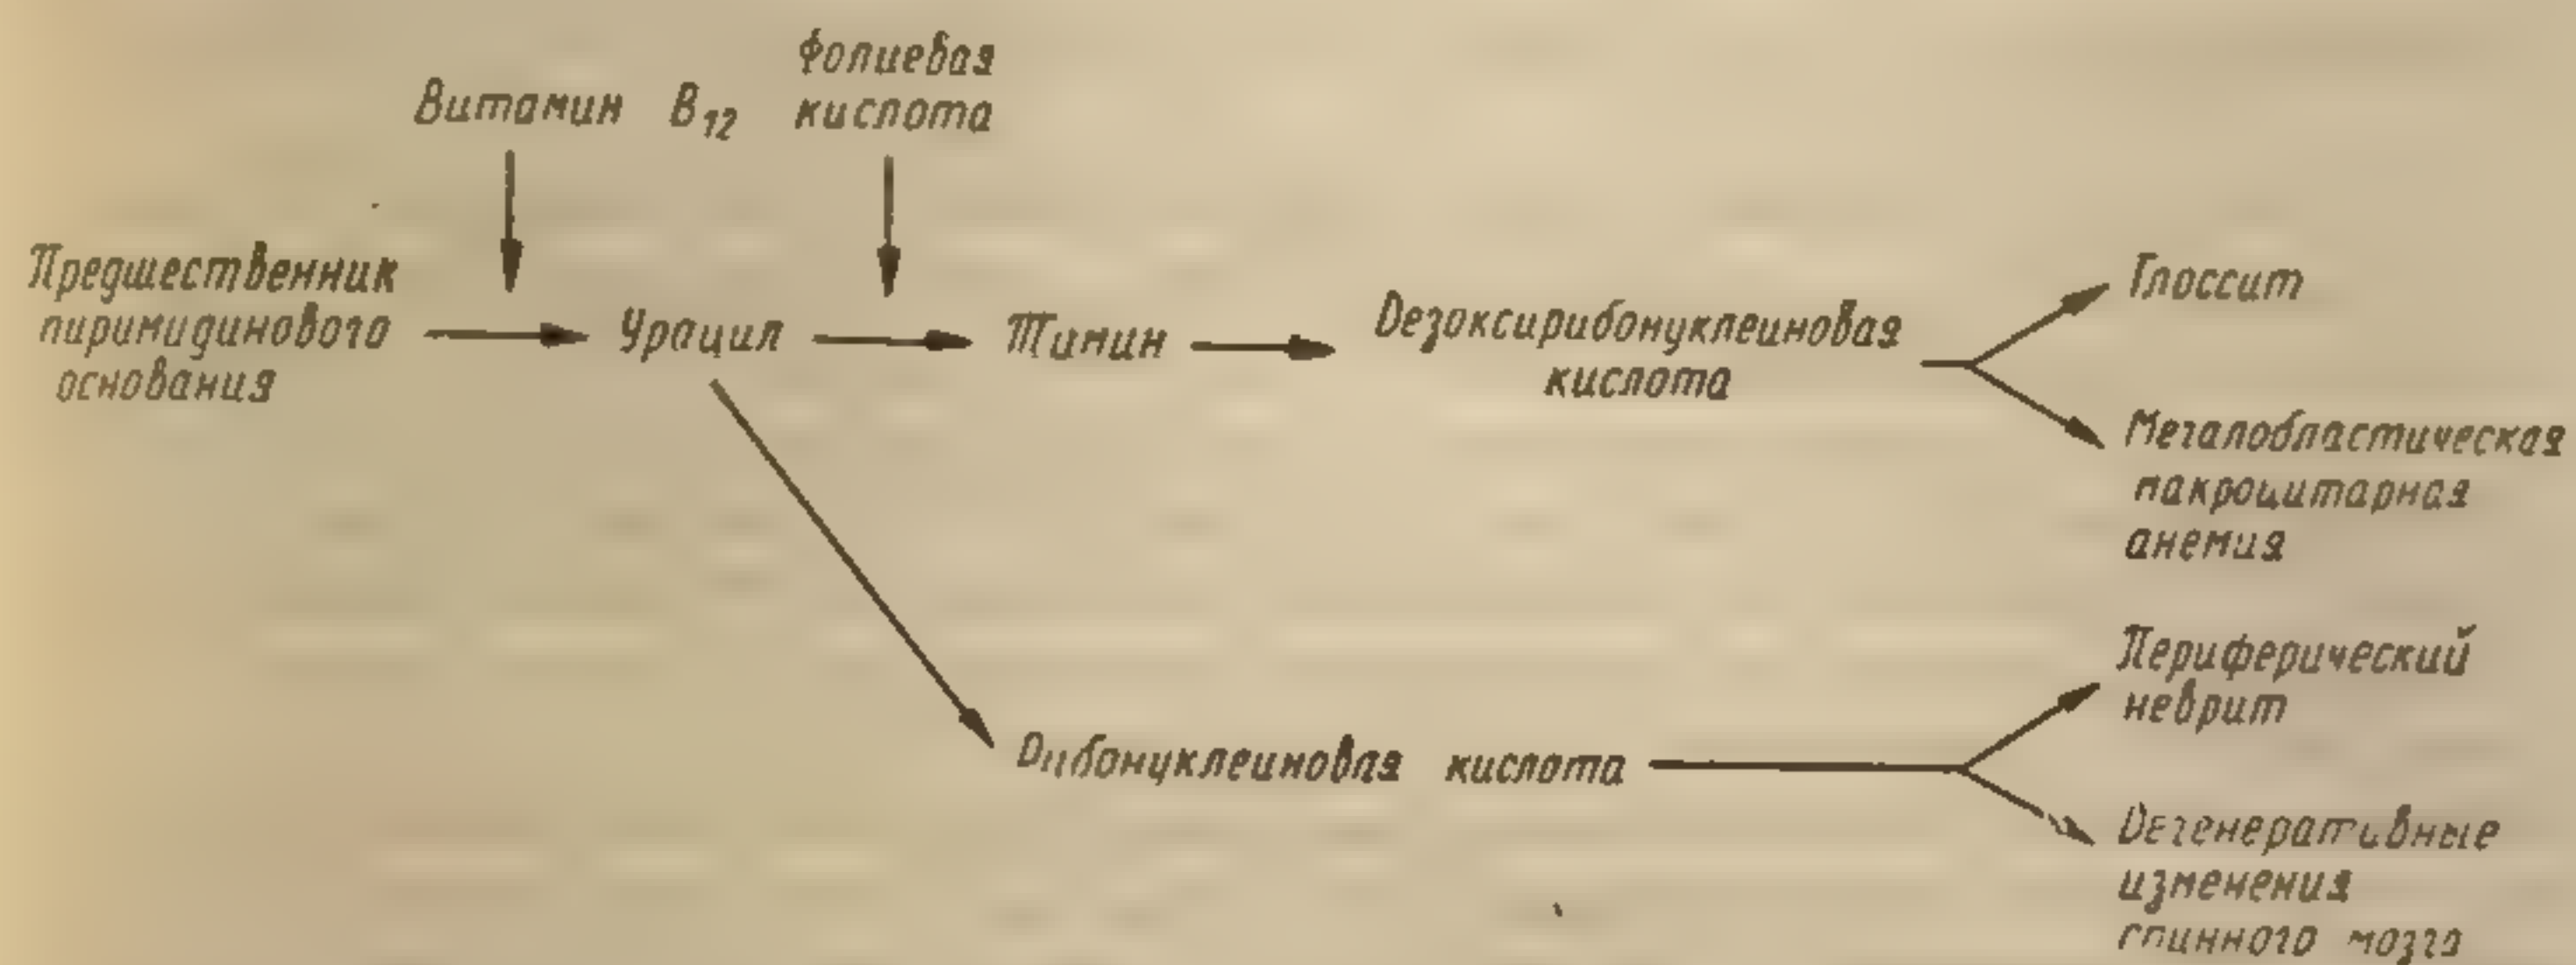 Фолиевая
Витамин B12 кислота
Предшественник
пиримидинового
основания
Урацил
Тимин
Дезоксирибонуклеиновая
кислота
Глоссит
Мегалобластическая
макроцитарная
анемия
Рибонуклеиновая кислота
Периферический
неврит
Дегенеративные
изменения
спинного мозга